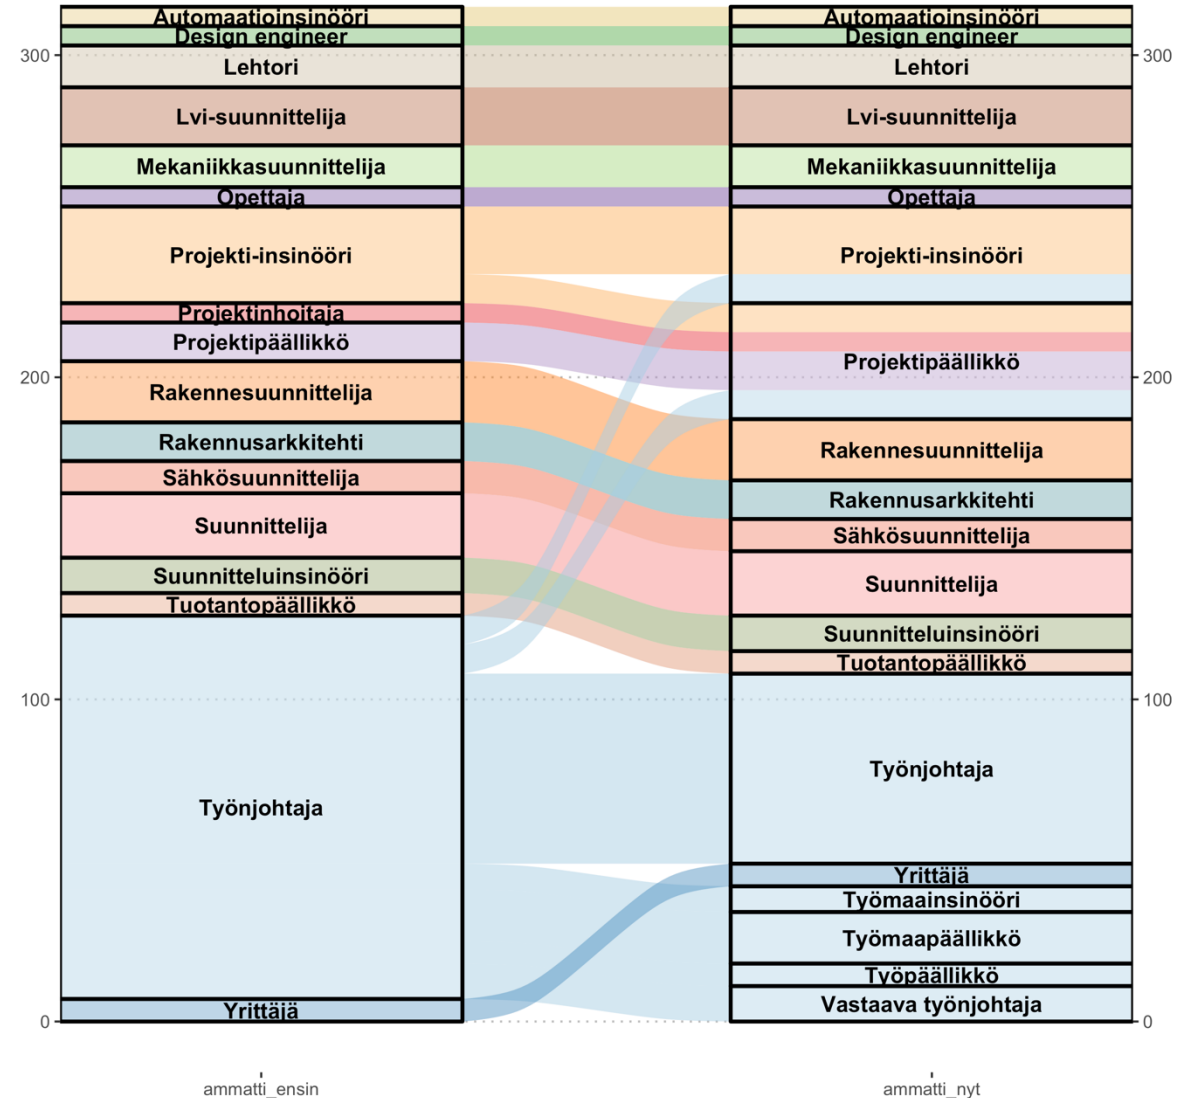 Automaatioinsinööri
Design engineer
300
Lehtori
Lvi-suunnittelija
Mekaniikkasuunnittelija
Opettaja
Projekti-insinööri
Projektinhoitaja
Projektipäällikkö
200
Rakennesuunnittelija
Rakennusarkkitehti
Sähkösuunnittelija
Suunnittelija
Suunnitteluinsinööri
Tuotantopäällikkö
100
Työnjohtaja
Yrittäjä
0
ammatti_ensin
Automaatioinsinööri
Design engineer
300
Lehtori
Lvi-suunnittelija
Mekaniikkasuunnittelija
Opettaja
Projekti-insinööri
Projektipäällikkö
200
Rakennesuunnittelija
Rakennusarkkitehti
Sähkösuunnittelija
Suunnittelija
Suunnitteluinsinööri
Tuotantopäällikkö
100
Työnjohtaja
Yrittäjä
Työmaainsinööri
Työmaapäällikkö
Työpäällikkö
Vastaava työnjohtaja
0
ammatti_nyt